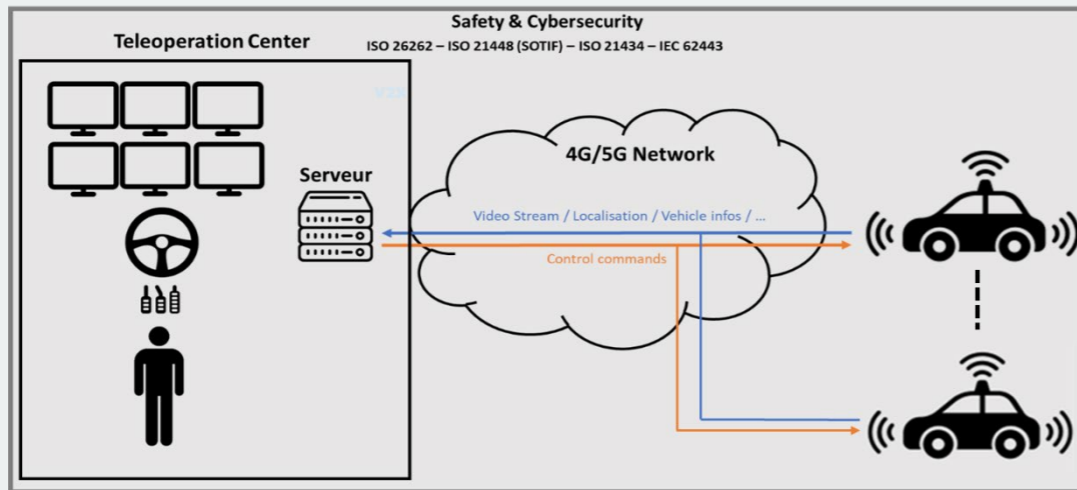 Safety & Cybersecurity
Teleoperation Center
ISO 26262 – ISO 21448 (SOTIF) – ISO 21434 – IEC 62443
4G/5G Network
Serveur
Video Stream / Localisation / Vehicle infos / ...
Control commands